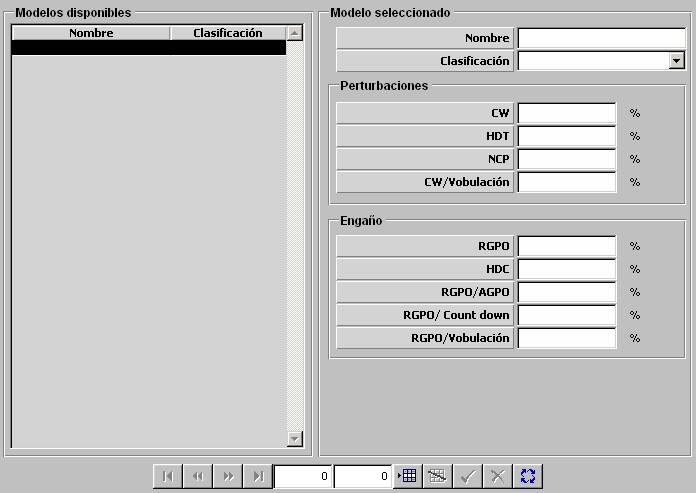 Modelos disponibles
Nombre Clasificación
Modelo seleccionado
Nombre
Clasificación
Perturbaciones
CW %
HDT %
NCP %
CW/Vobulación %
Engaño
RGPO %
HDC %
RGPO/AGPO %
RGPO/ Count down %
RGPO/Vobulación %
0 0